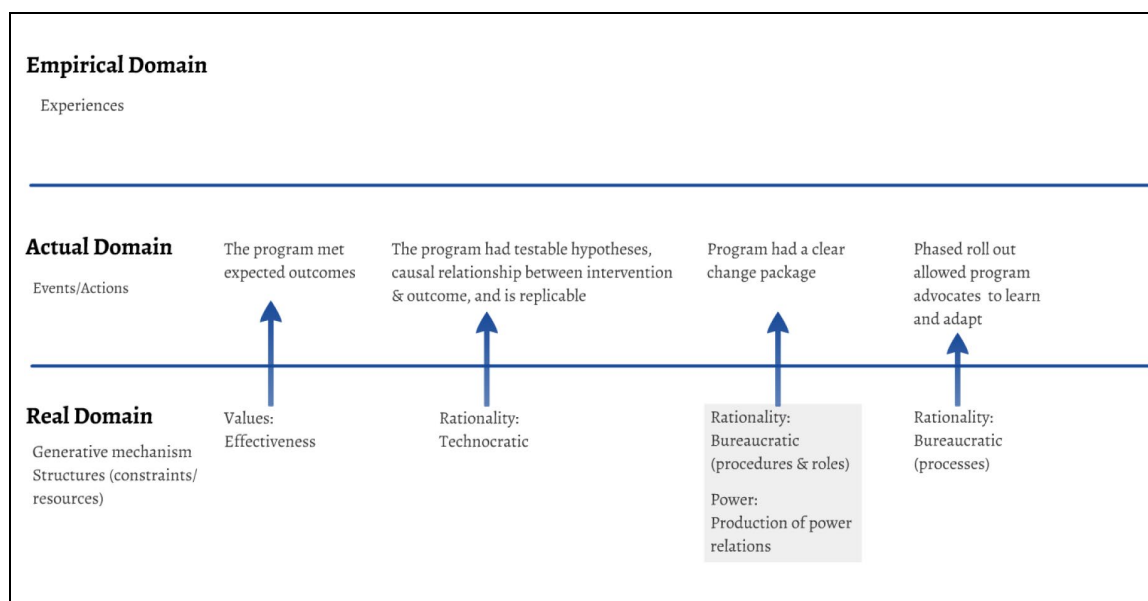 Empirical Domain
Experiences
Actual Domain
Events/Actions
The program met
expected outcomes
The program had testable hypotheses,
causal relationship between intervention
& outcome, and is replicable
Program had a clear
change package
Phased roll out
allowed program
advocates to learn
and adapt
Real Domain
Generative mechanism
Structures (constraints/
resources)
Values:
Effectiveness
Rationality:
Technocratic
Rationality:
Bureaucratic
(procedures & roles)
Power:
Production of power
relations
Rationality:
Bureaucratic
(processes)